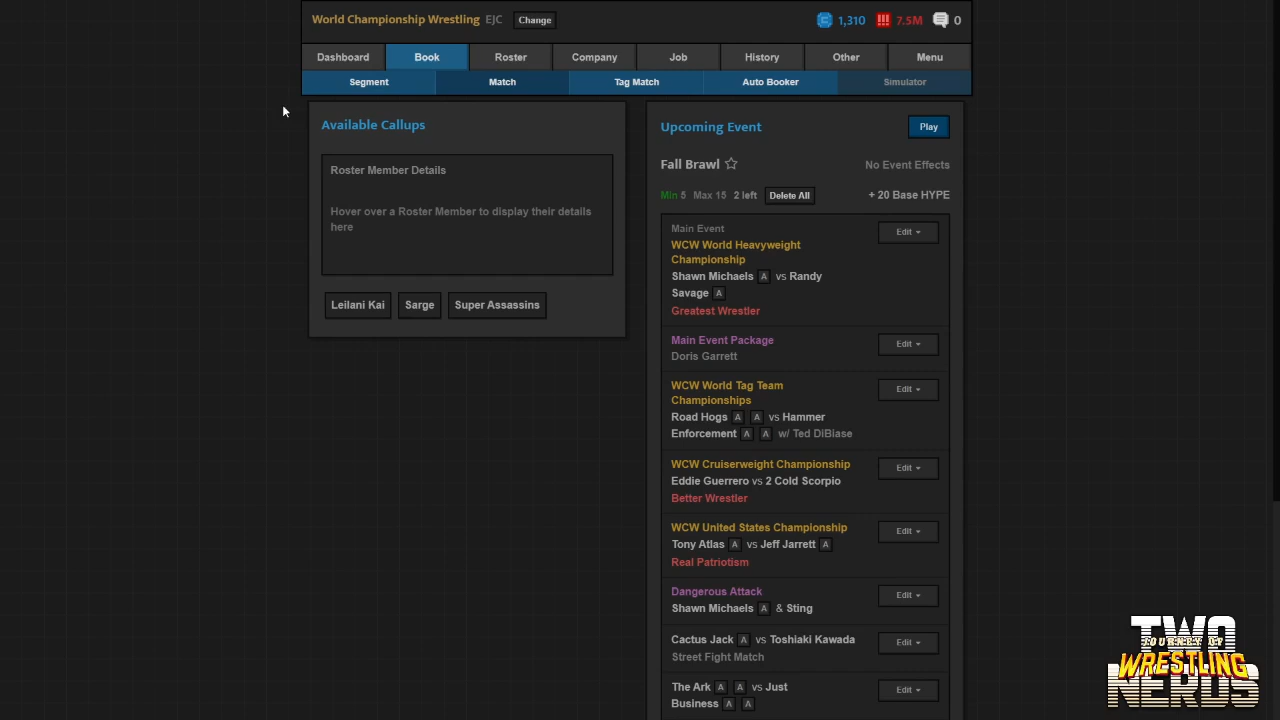 World Championship Wrestling EJC Change 1,310 7.5M 0
Dashboard Book Roster Company Job History Other Menu
Segment Match Tag Match Auto Booker Simulator
Available Callups
Roster Member Details
Hover over a Roster Member to display their details
here
Leilani Kai Sarge Super Assassins
Upcoming Event Play
Fall Brawl No Event Effects
Min 5 Max 15 2 left Delete All + 20 Base HYPE
Main Event Edit
WCW World Heavyweight
Championship
Shawn Michaels A vs Randy
Savage A
Greatest Wrestler
Main Event Package Edit
Doris Garrett
WCW World Tag Team Edit
Championships
Road Hogs A A vs Hammer
Enforcement A A w/ Ted DiBiase
WCW Cruiserweight Championship Edit
Eddie Guerrero vs 2 Cold Scorpio
Better Wrestler
WCW United States Championship Edit
Tony Atlas A vs Jeff Jarrett A
Real Patriotism
Dangerous Attack Edit
Shawn Michaels A & Sting
Cactus Jack A vs Toshiaki Kawada Edit
Street Fight Match
The Ark A A vs Just Edit
Business A A
TWO
JOURNEY OF
WRESTLING
NERDS